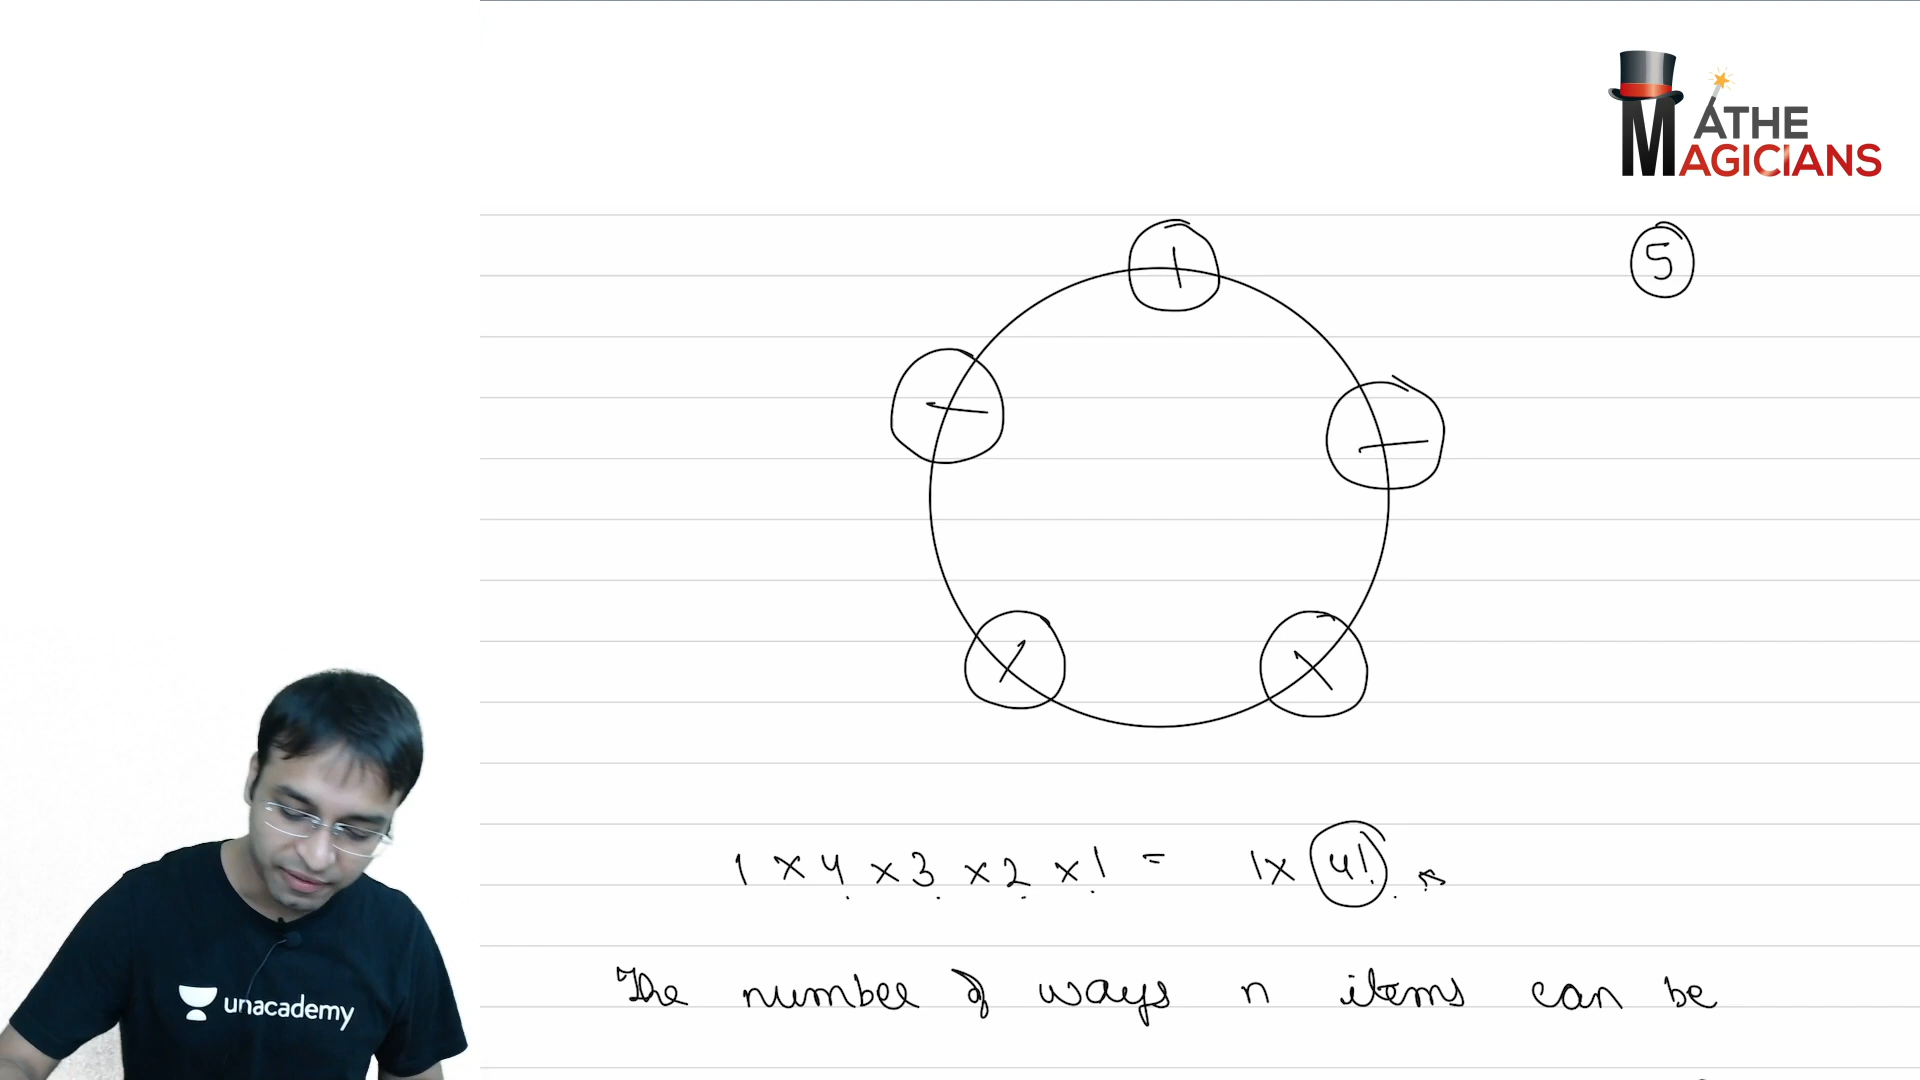 MATHE
MAGICIANS
5
1 x 4 x 3 x 2 x 1 = 1 x 4!
The number of ways n items can be
unacademy